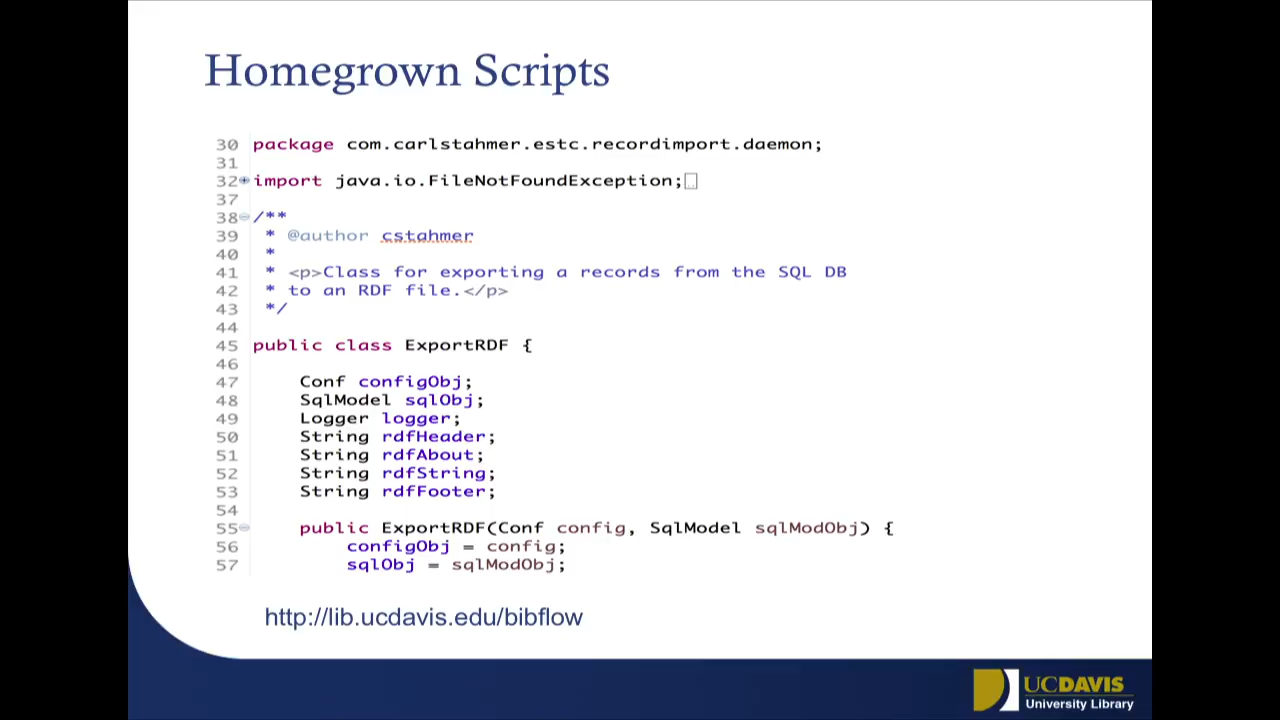 Homegrown Scripts
30 package com.carlstahmer.estc.recordimport.daemon;
31
32 import java.io.FileNotFoundException;
37
38 /**
39 * @author cstahmer
40 *
41 * <p>Class for exporting a records from the SQL DB
42 * to an RDF file.</p>
43 */
44
45 public class ExportRDF {
46
47 Conf configObj;
48 SqlModel sqlObj;
49 Logger logger;
50 String rdfHeader;
51 String rdfAbout;
52 String rdfString;
53 String rdfFooter;
54
55 public ExportRDF(Conf config, SqlModel sqlModObj) {
56 configObj = config;
57 sqlObj = sqlModObj;
http://lib.ucdavis.edu/bibflow
UCDAVIS
University Library